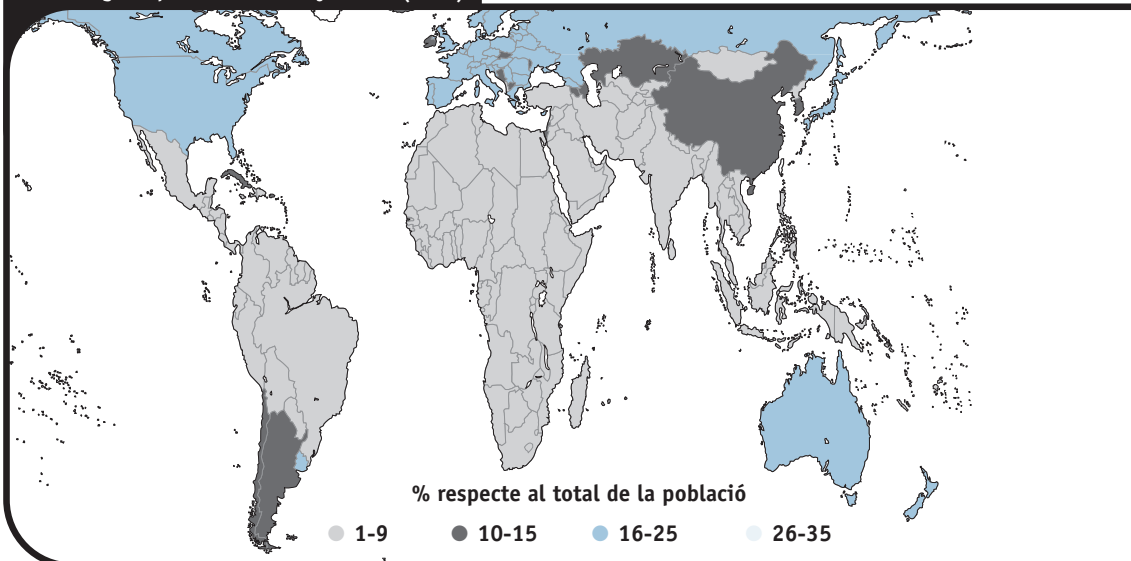 % respecte al total de la població
1-9 10-15 16-25 26-35